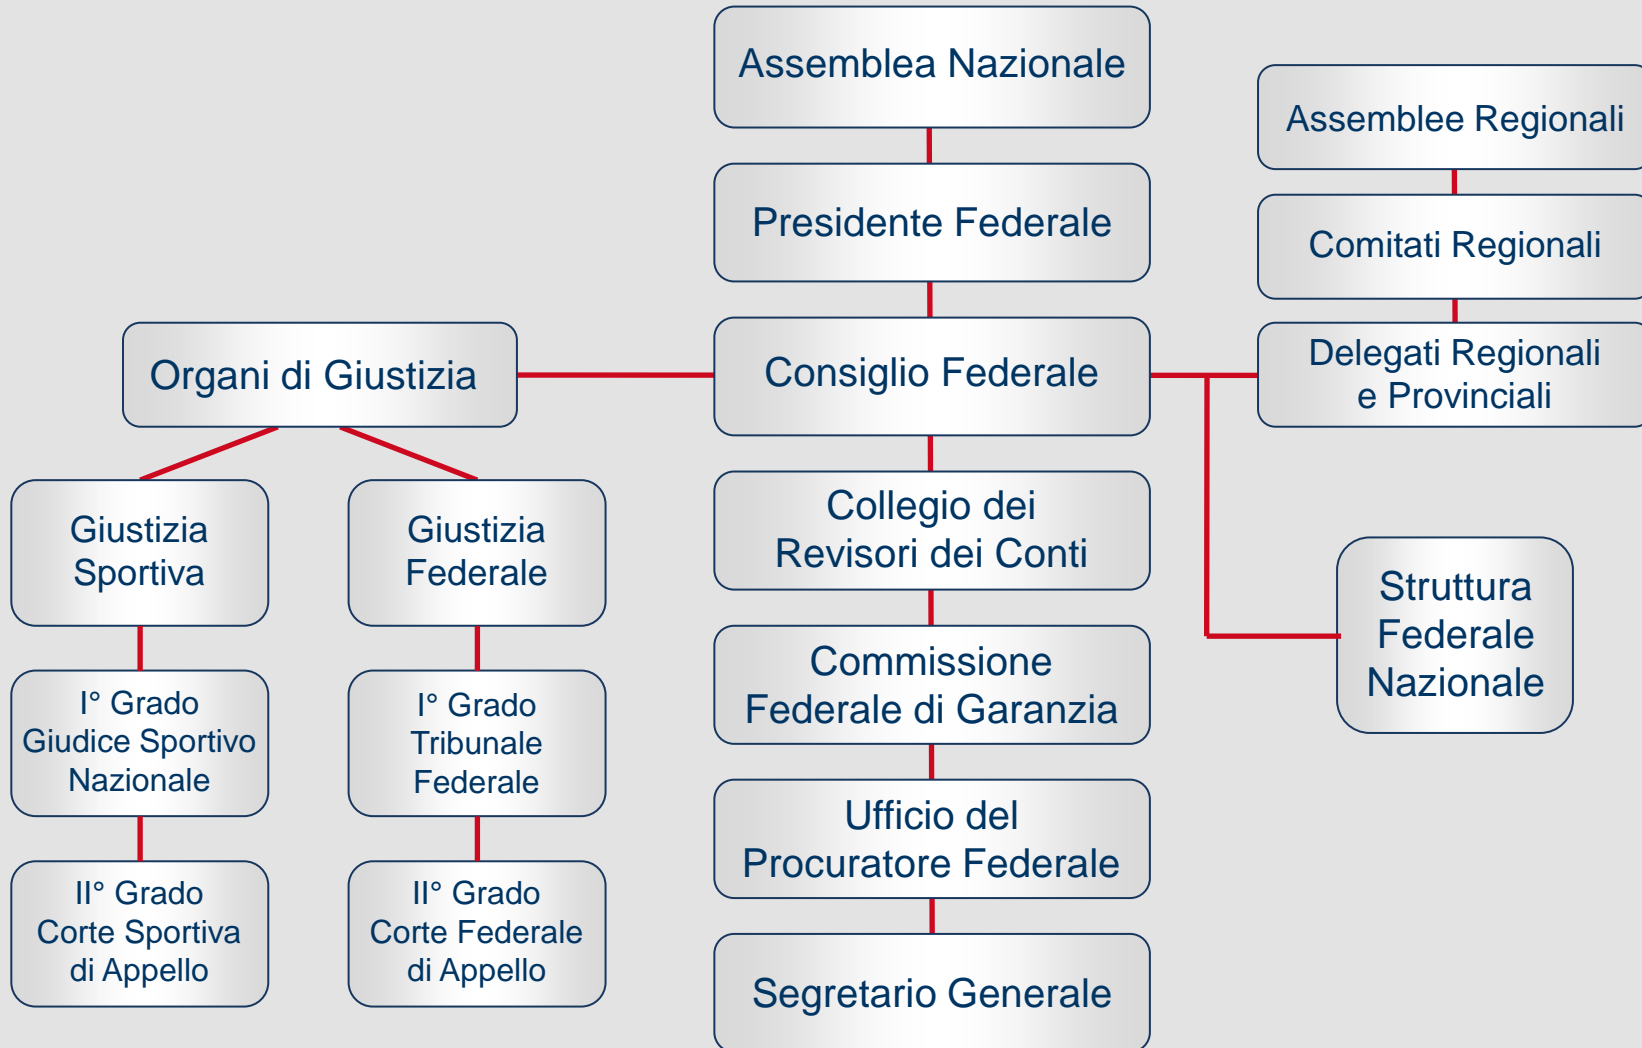 Assemblea Nazionale
Presidente Federale
Consiglio Federale
Collegio dei
Revisori dei Conti
Commissione
Federale di Garanzia
Ufficio del
Procuratore Federale
Segretario Generale
Organi di Giustizia
Giustizia
Sportiva
I° Grado
Giudice Sportivo
Nazionale
II° Grado
Corte Sportiva
di Appello
Giustizia
Federale
I° Grado
Tribunale
Federale
II° Grado
Corte Federale
di Appello
Assemblee Regionali
Comitati Regionali
Delegati Regionali
e Provinciali
Struttura
Federale
Nazionale